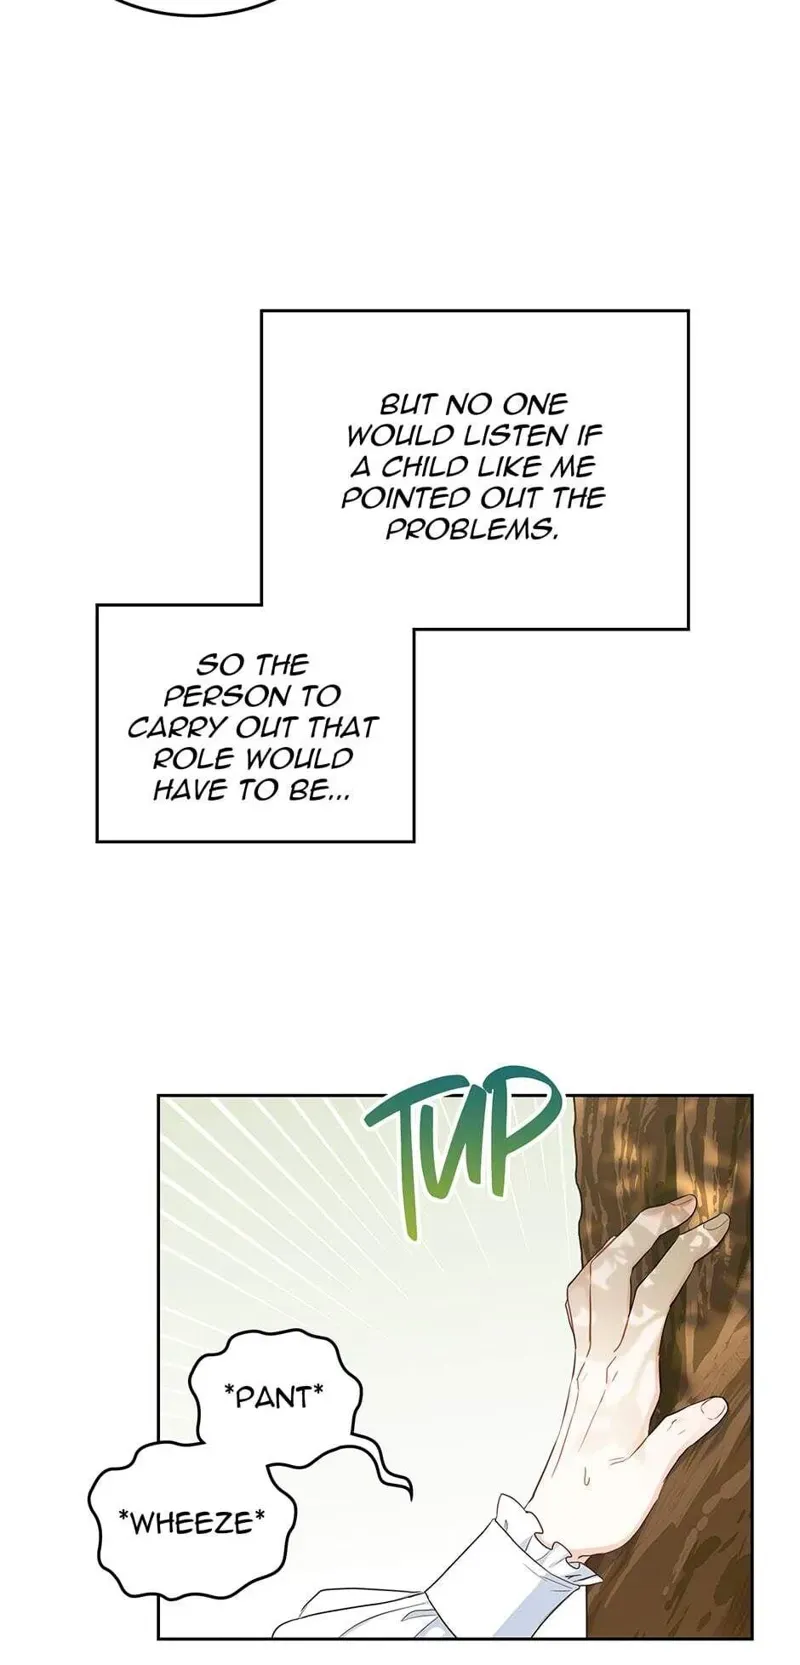 BUT NO ONE
WOULD LISTEN IF
A CHILD LIKE ME
POINTED OUT THE
PROBLEMS.
SO THE
PERSON TO
CARRY OUT THAT
ROLE WOULD
HAVE TO BE...
TUP
*PANT*
*WHEEZE*